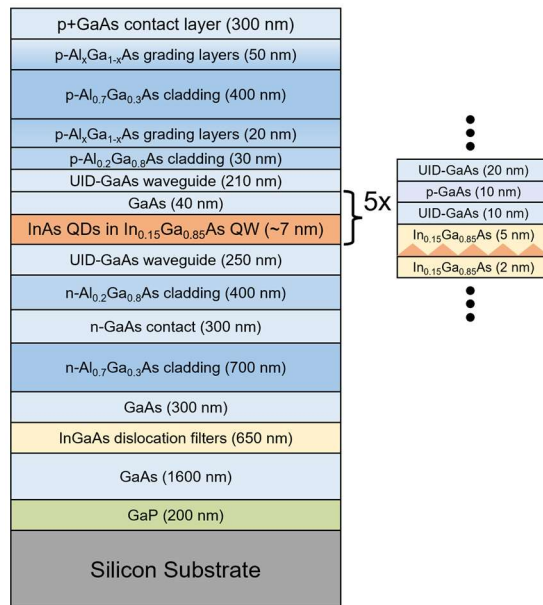 p+GaAs contact layer (300 nm)
p-AlxGa1-xAs grading layers (50 nm)
p-Al0.7Ga0.3As cladding (400 nm)
p-AlxGa1-xAs grading layers (20 nm)
p-Al0.2Ga0.8As cladding (30 nm)
UID-GaAs waveguide (210 nm)
GaAs (40 nm)
InAs QDs in In0.15Ga0.85As QW (~7 nm)
UID-GaAs waveguide (250 nm)
n-Al0.2Ga0.8As cladding (400 nm)
n-GaAs contact (300 nm)
n-Al0.7Ga0.3As cladding (700 nm)
GaAs (300 nm)
InGaAs dislocation filters (650 nm)
GaAs (1600 nm)
GaP (200 nm)
Silicon Substrate
5x
UID-GaAs (20 nm)
p-GaAs (10 nm)
UID-GaAs (10 nm)
In0.15Ga0.85As (5 nm)
In0.15Ga0.85As (2 nm)